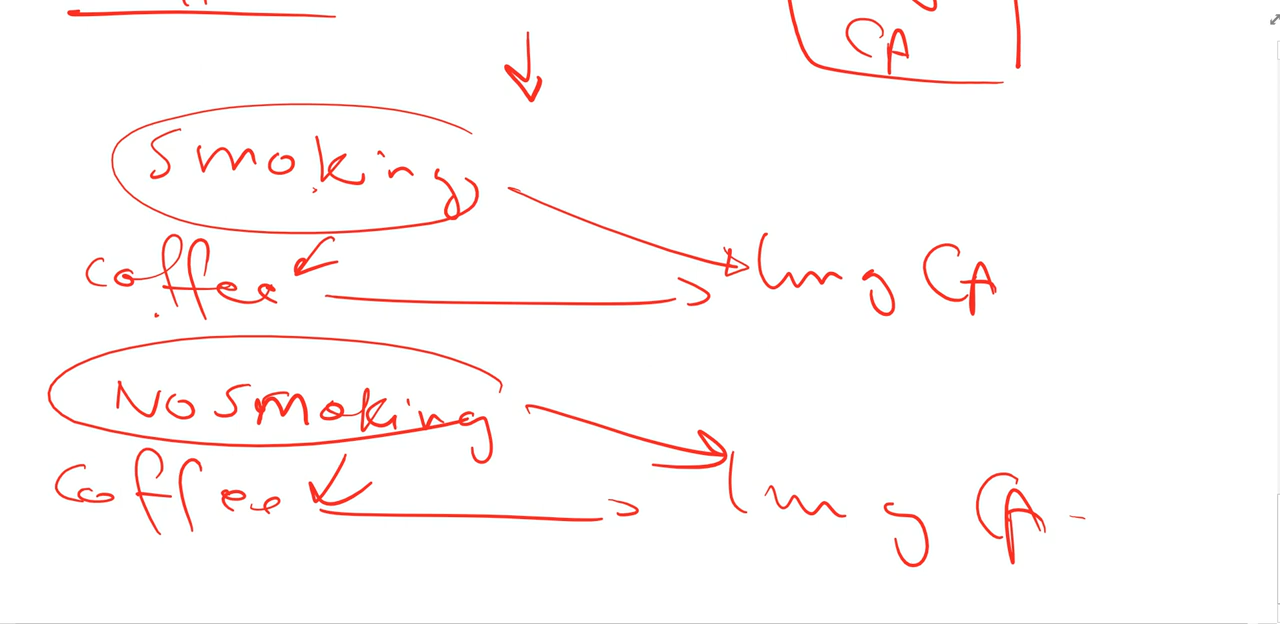 CA
Smoking
coffee
lung CA
No smoking
Coffee
lung CA